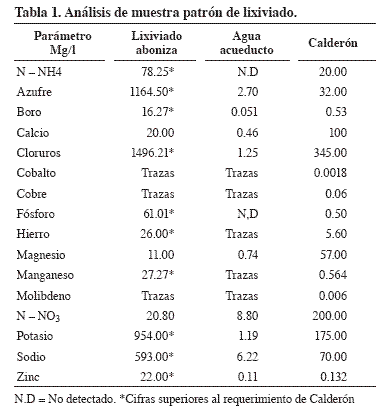 Tabla 1. Análisis de muestra patrón de lixiviado.
Parámetro Mg/l Lixiviado aboniza Agua acueducto Calderón
N – NH4 78.25* N.D 20.00
Azufre 1164.50* 2.70 32.00
Boro 16.27* 0.051 0.53
Calcio 20.00 0.46 100
Cloruros 1496.21* 1.25 345.00
Cobalto Trazas Trazas 0.0018
Cobre Trazas Trazas 0.06
Fósforo 61.01* N,D 0.50
Hierro 26.00* Trazas 5.60
Magnesio 11.00 0.74 57.00
Manganeso 27.27* Trazas 0.564
Molibdeno Trazas Trazas 0.006
N – NO3 20.80 8.80 200.00
Potasio 954.00* 1.19 175.00
Sodio 593.00* 6.22 70.00
Zinc 22.00* 0.11 0.132
N.D = No detectado. *Cifras superiores al requerimiento de Calderón